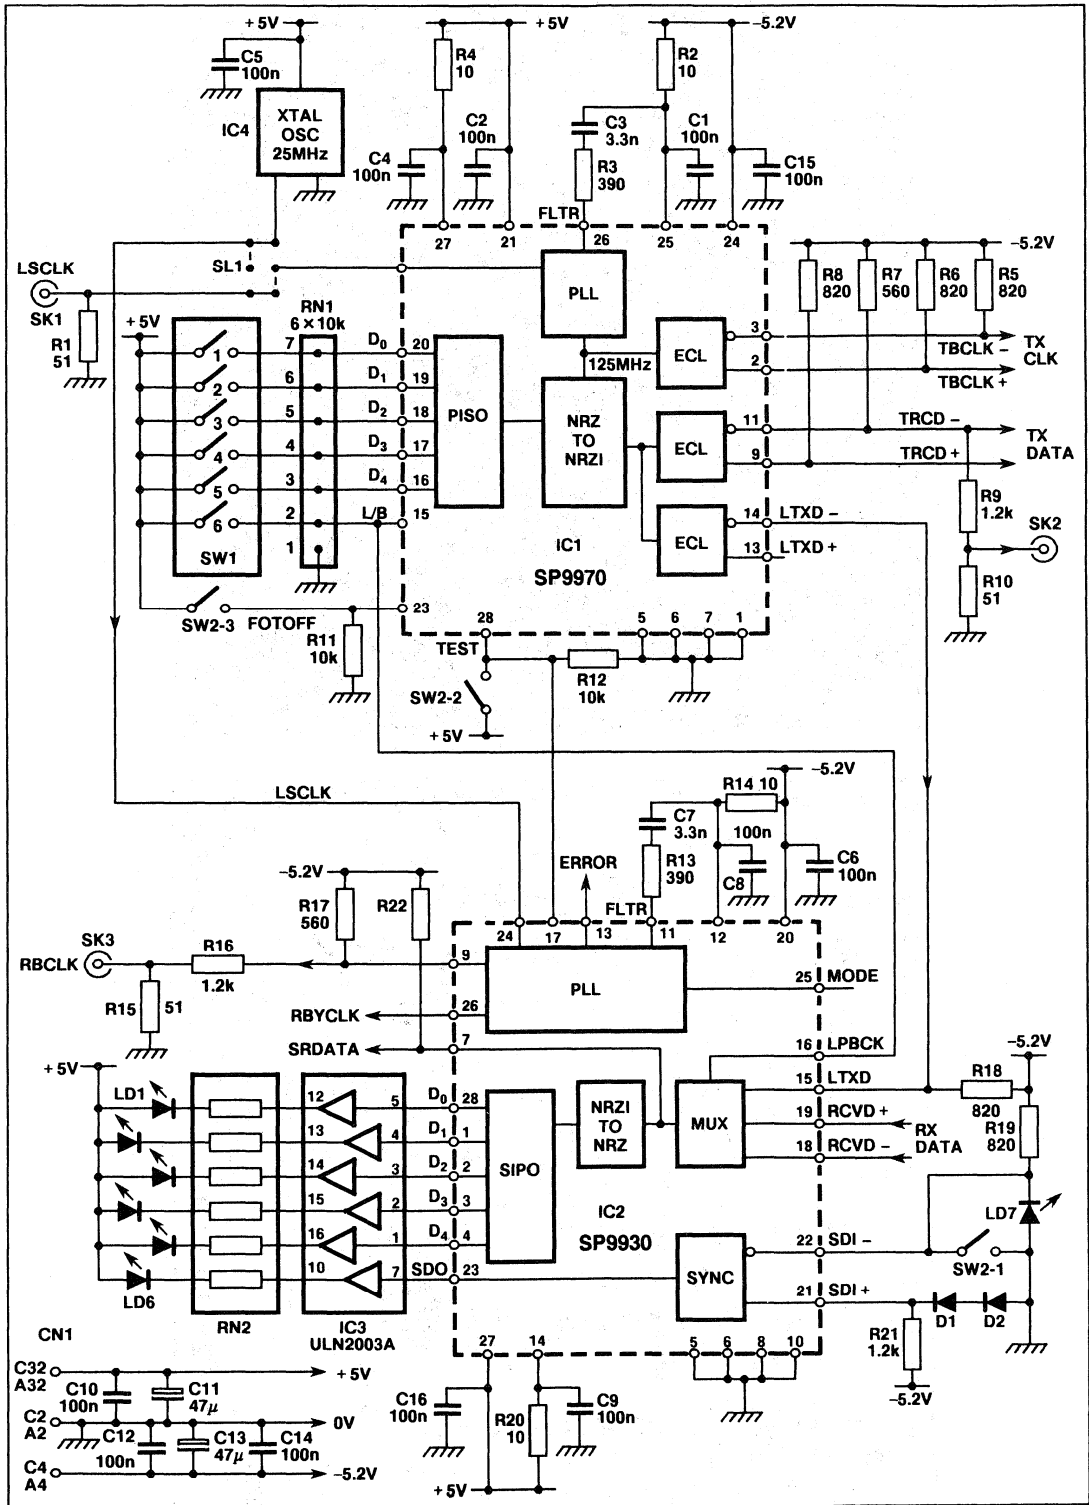 +5V
+5V
−5.2V
C5
100n
R4
10
R2
10
IC4
XTAL
OSC
25MHz
C2
100n
C3
3.3n
C1
100n
C4
100n
R3
390
C15
100n
FLTR
27
21
26
25
24
−5.2V
LSCLK
SL1
PLL
R8
820
R7
560
R6
820
R5
820
SK1
RN1
6×10k
R1
51
+5V
3
TBCLK −
TX
CLK
125MHz
ECL
2
TBCLK +
1
7
D0
20
2
6
D1
19
3
5
D2
18
4
4
D3
17
5
3
D4
16
6
2
L/B
15
1
SW1
PISO
NRZ
TO
NRZI
ECL
11
TRCD −
TX
DATA
9
TRCD +
R9
1.2k
SK2
ECL
14
LTXD −
13
LTXD +
IC1
SP9970
R10
51
SW2-3
FOTOFF
23
R11
10k
28
TEST
5
6
7
1
SW2-2
R12
10k
+5V
LSCLK
−5.2V
R14 10
C7
3.3n
100n
C8
C6
100n
ERROR
R13
390
FLTR
−5.2V
R17
560
R22
24
17
13
11
12
20
SK3
RBCLK
R16
1.2k
9
PLL
25
MODE
R15
51
RBYCLK
26
SRDATA
7
16
LPBCK
−5.2V
+5V
15
LTXD
R18
820
R19
820
LD1
12
5
D0
28
13
4
D1
1
14
3
D2
2
15
2
D3
3
16
1
D4
4
10
7
SDO
23
SIPO
NRZI
TO
NRZ
MUX
19
RCVD +
RX
DATA
18
RCVD −
IC2
SP9930
LD7
22
SDI −
SW2-1
SYNC
21
SDI +
D1
D2
LD6
RN2
IC3
ULN2003A
R21
1.2k
−5.2V
27
14
5
6
8
10
CN1
C32
A32
C10
100n
C11
47μ
+5V
C16
100n
R20
10
C9
100n
C2
A2
0V
C12
100n
C13
47μ
C14
100n
C4
A4
−5.2V
+5V